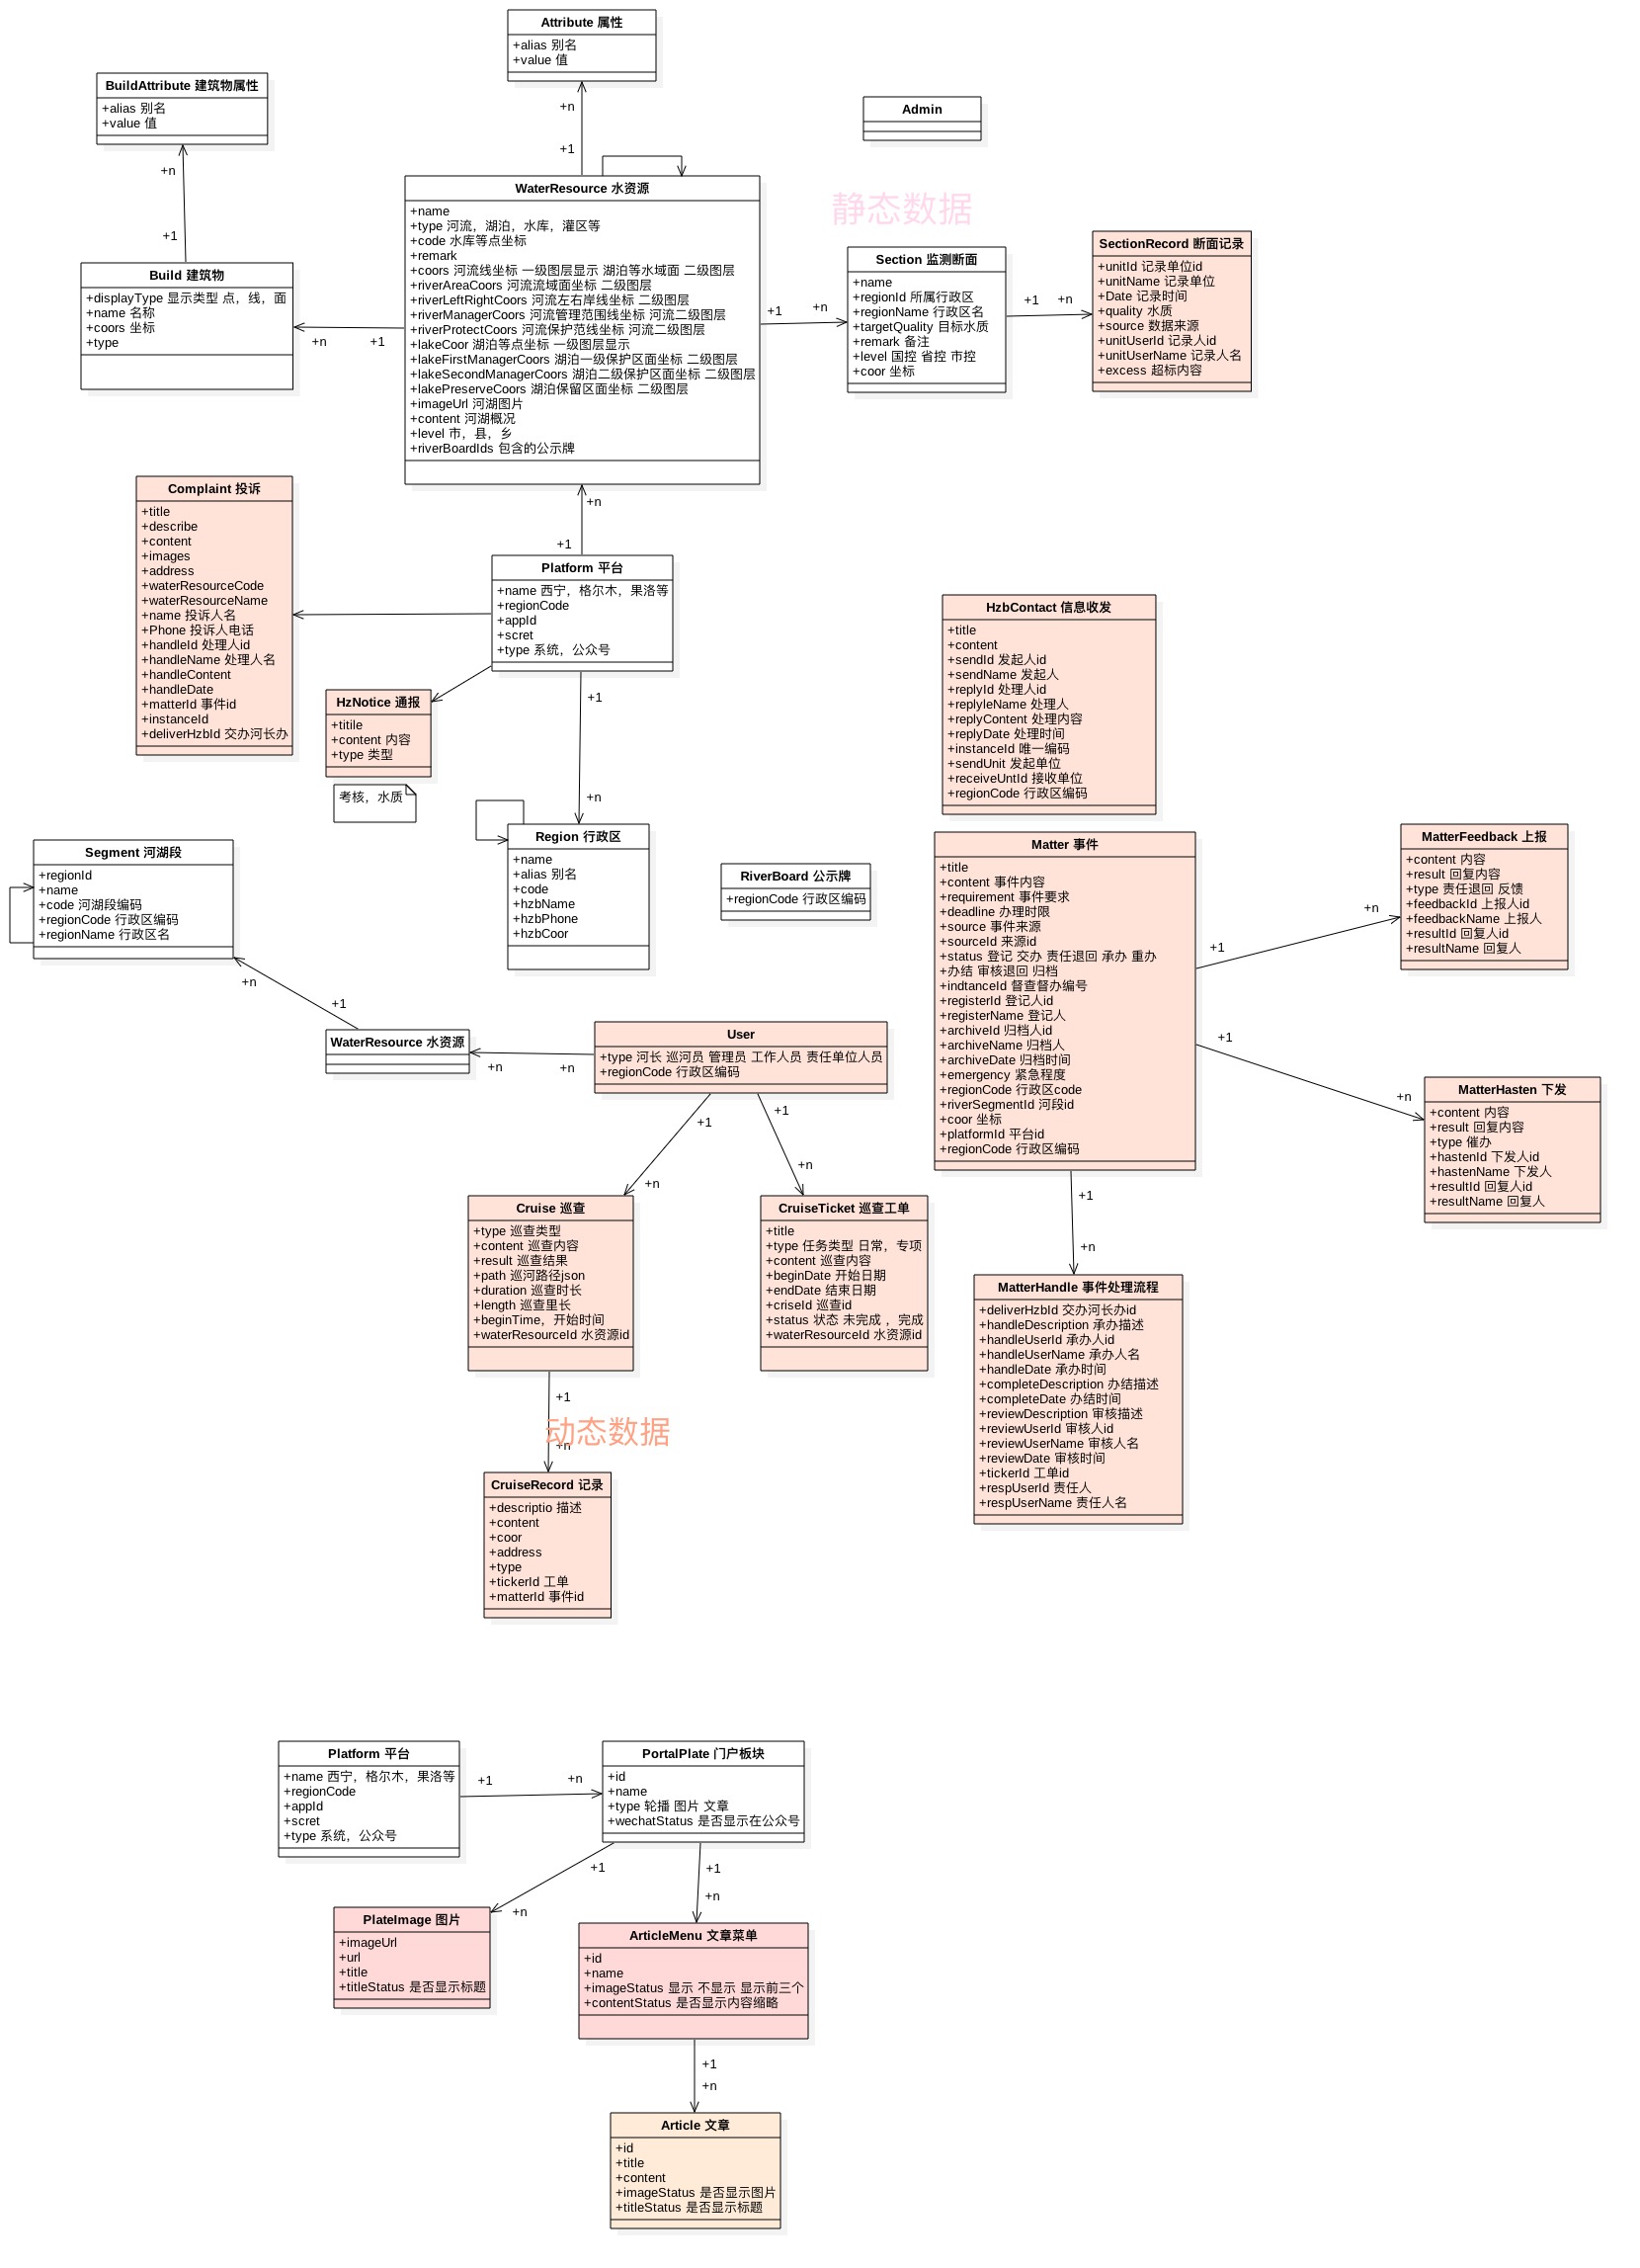 Attribute 属性
+alias 别名
+value 值
BuildAttribute 建筑物属性
+alias 别名
+value 值
Admin
+n
+1
+n
+1
WaterResource 水资源
+name
+type 河流，湖泊，水库，灌区等
+code 水库等点坐标
+remark
+coors 河流线坐标 一级图层显示 湖泊等水域面 二级图层
+riverAreaCoors 河流流域面坐标 二级图层
+riverLeftRightCoors 河流左右岸线坐标 二级图层
+riverManagerCoors 河流管理范围线坐标 河流二级图层
+riverProtectCoors 河流保护范线坐标 河流二级图层
+lakeCoor 湖泊等点坐标 一级图层显示
+lakeFirstManagerCoors 湖泊一级保护区面坐标 二级图层
+lakeSecondManagerCoors 湖泊二级保护区面坐标 二级图层
+lakePreserveCoors 湖泊保留区面坐标 二级图层
+imageUrl 河湖图片
+content 河湖概况
+level 市，县，乡
+riverBoardIds 包含的公示牌
静态数据
Build 建筑物
+displayType 显示类型 点，线，面
+name 名称
+coors 坐标
+type
+n
+1
+1
+n
Section 监测断面
+name
+regionId 所属行政区
+regionName 行政区名
+targetQuality 目标水质
+remark 备注
+level 国控 省控 市控
+coor 坐标
+1
+n
SectionRecord 断面记录
+unitId 记录单位id
+unitName 记录单位
+Date 记录时间
+quality 水质
+source 数据来源
+unitUserId 记录人id
+unitUserName 记录人名
+excess 超标内容
Complaint 投诉
+title
+describe
+content
+images
+address
+waterResourceCode
+waterResourceName
+name 投诉人名
+Phone 投诉人电话
+handleId 处理人id
+handleName 处理人名
+handleContent
+handleDate
+matterId 事件id
+instanceId
+deliverHzbId 交办河长办
+n
+1
Platform 平台
+name 西宁，格尔木，果洛等
+regionCode
+appId
+scret
+type 系统，公众号
HzNotice 通报
+titile
+content 内容
+type 类型
考核，水质
+1
+n
Region 行政区
+name
+alias 别名
+code
+hzbName
+hzbPhone
+hzbCoor
RiverBoard 公示牌
+regionCode 行政区编码
HzbContact 信息收发
+title
+content
+sendId 发起人id
+sendName 发起人
+replyId 处理人id
+replyleName 处理人
+replyContent 处理内容
+replyDate 处理时间
+instanceId 唯一编码
+sendUnit 发起单位
+receiveUntId 接收单位
+regionCode 行政区编码
Segment 河湖段
+regionId
+name
+code 河湖段编码
+regionCode 行政区编码
+regionName 行政区名
+n
+1
WaterResource 水资源
+n
+n
User
+type 河长 巡河员 管理员 工作人员 责任单位人员
+regionCode 行政区编码
+1
+n
+1
+n
Matter 事件
+title
+content 事件内容
+requirement 事件要求
+deadline 办理时限
+source 事件来源
+sourceId 来源id
+status 登记 交办 责任退回 承办 重办
+办结 审核退回 归档
+indtanceId 督查督办编号
+registerId 登记人id
+registerName 登记人
+archiveId 归档人id
+archiveName 归档人
+archiveDate 归档时间
+emergency 紧急程度
+regionCode 行政区code
+riverSegmentId 河段id
+coor 坐标
+platformId 平台id
+regionCode 行政区编码
+1
+n
MatterFeedback 上报
+content 内容
+result 回复内容
+type 责任退回 反馈
+feedbackId 上报人id
+feedbackName 上报人
+resultId 回复人id
+resultName 回复人
+1
+n
MatterHasten 下发
+content 内容
+result 回复内容
+type 催办
+hastenId 下发人id
+hastenName 下发人
+resultId 回复人id
+resultName 回复人
+1
+n
Cruise 巡查
+type 巡查类型
+content 巡查内容
+result 巡查结果
+path 巡河路径json
+duration 巡查时长
+length 巡查里长
+beginTime，开始时间
+waterResourceId 水资源id
CruiseTicket 巡查工单
+title
+type 任务类型 日常，专项
+content 巡查内容
+beginDate 开始日期
+endDate 结束日期
+criseId 巡查id
+status 状态 未完成 ，完成
+waterResourceId 水资源id
MatterHandle 事件处理流程
+deliverHzbId 交办河长办id
+handleDescription 承办描述
+handleUserId 承办人id
+handleUserName 承办人名
+handleDate 承办时间
+completeDescription 办结描述
+completeDate 办结时间
+reviewDescription 审核描述
+reviewUserId 审核人id
+reviewUserName 审核人名
+reviewDate 审核时间
+tickerId 工单id
+respUserId 责任人
+respUserName 责任人名
+1
动态数据
+n
CruiseRecord 记录
+descriptio 描述
+content
+coor
+address
+type
+tickerId 工单
+matterId 事件id
Platform 平台
+name 西宁，格尔木，果洛等
+regionCode
+appId
+scret
+type 系统，公众号
+1
+n
PortalPlate 门户板块
+id
+name
+type 轮播 图片 文章
+wechatStatus 是否显示在公众号
+1
+n
+1
+n
PlateImage 图片
+imageUrl
+url
+title
+titleStatus 是否显示标题
ArticleMenu 文章菜单
+id
+name
+imageStatus 显示 不显示 显示前三个
+contentStatus 是否显示内容缩略
+1
+n
Article 文章
+id
+title
+content
+imageStatus 是否显示图片
+titleStatus 是否显示标题